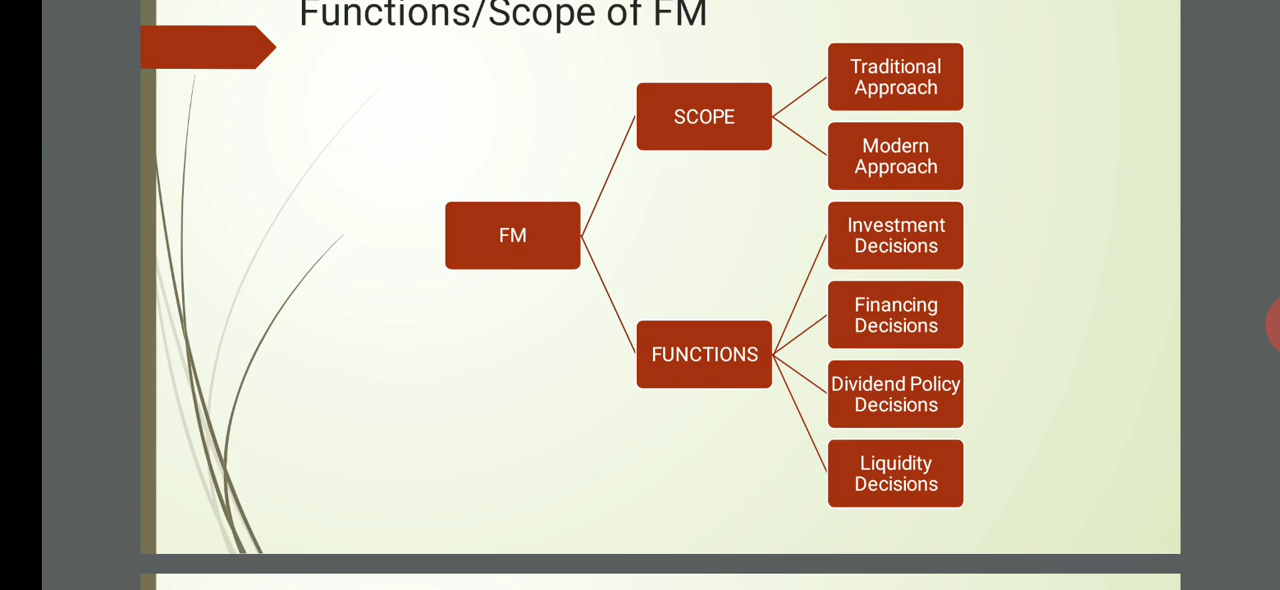 Functions/Scope of FM
Traditional
Approach
SCOPE
Modern
Approach
FM
Investment
Decisions
Financing
Decisions
FUNCTIONS
Dividend Policy
Decisions
Liquidity
Decisions